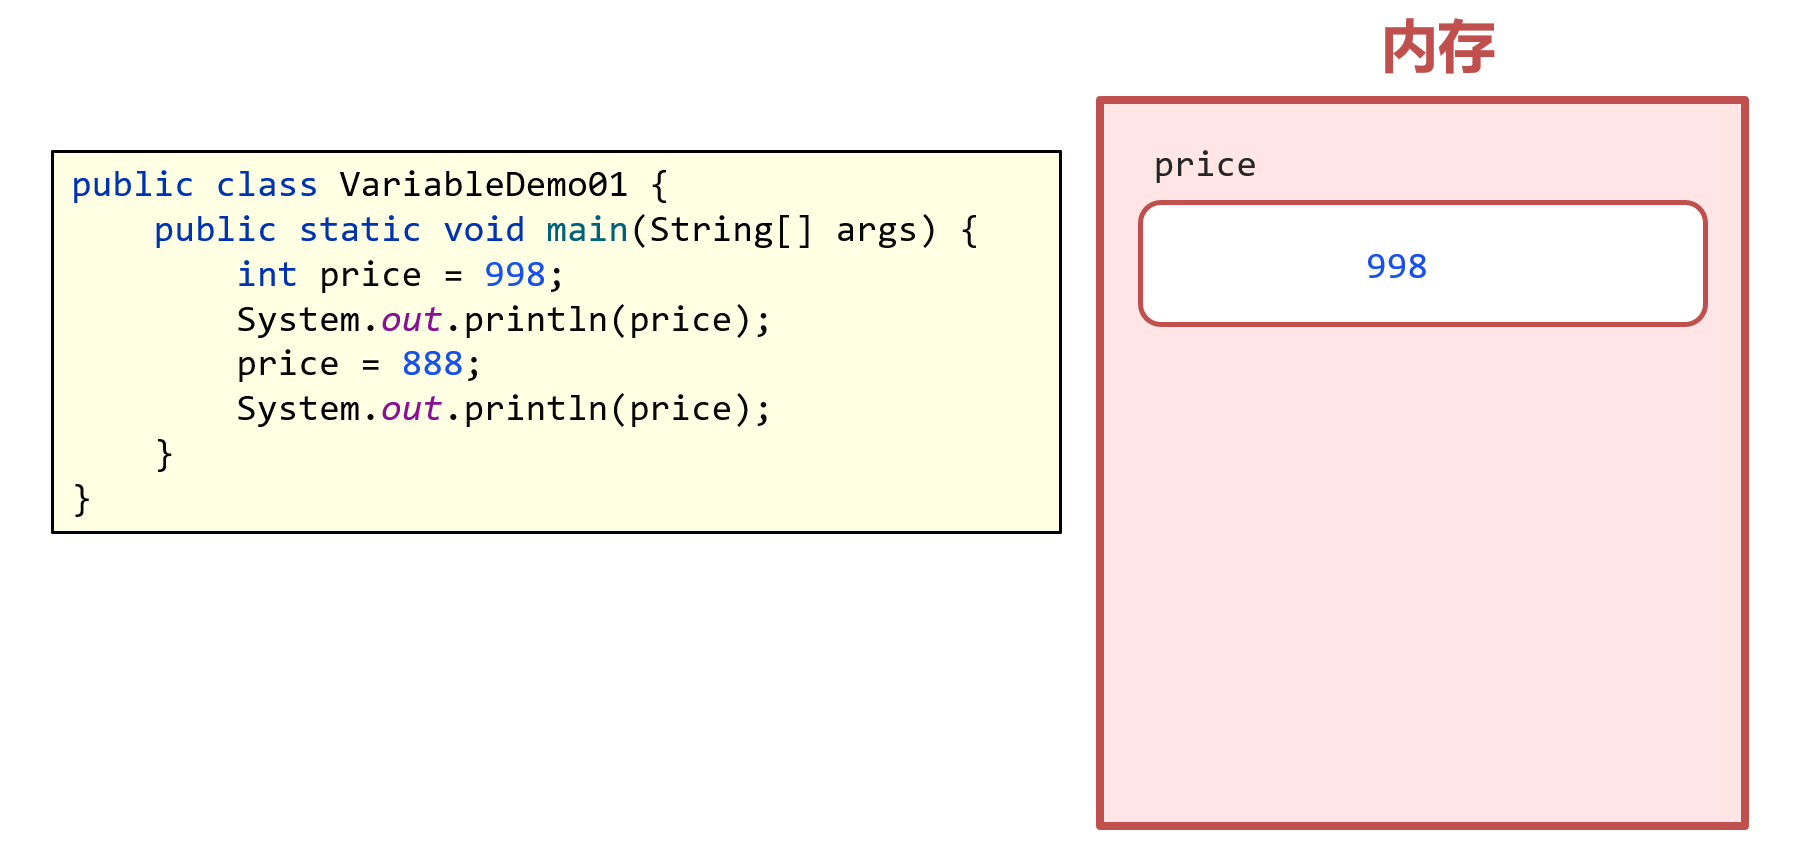 public class VariableDemo01 {
    public static void main(String[] args) {
        int price = 998;
        System.out.println(price);
        price = 888;
        System.out.println(price);
    }
}
内存
price
998